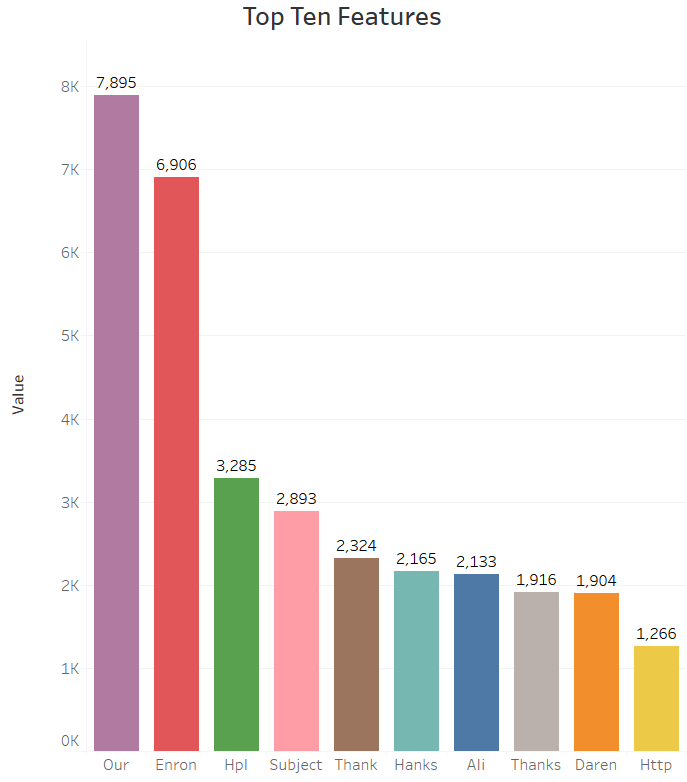 Top Ten Features
Value
8K
7K
6K
5K
4K
3K
2K
1K
0K
7,895
6,906
3,285
2,893
2,324
2,165
2,133
1,916
1,904
1,266
Our Enron Hpl Subject Thank Hanks Ali Thanks Daren Http